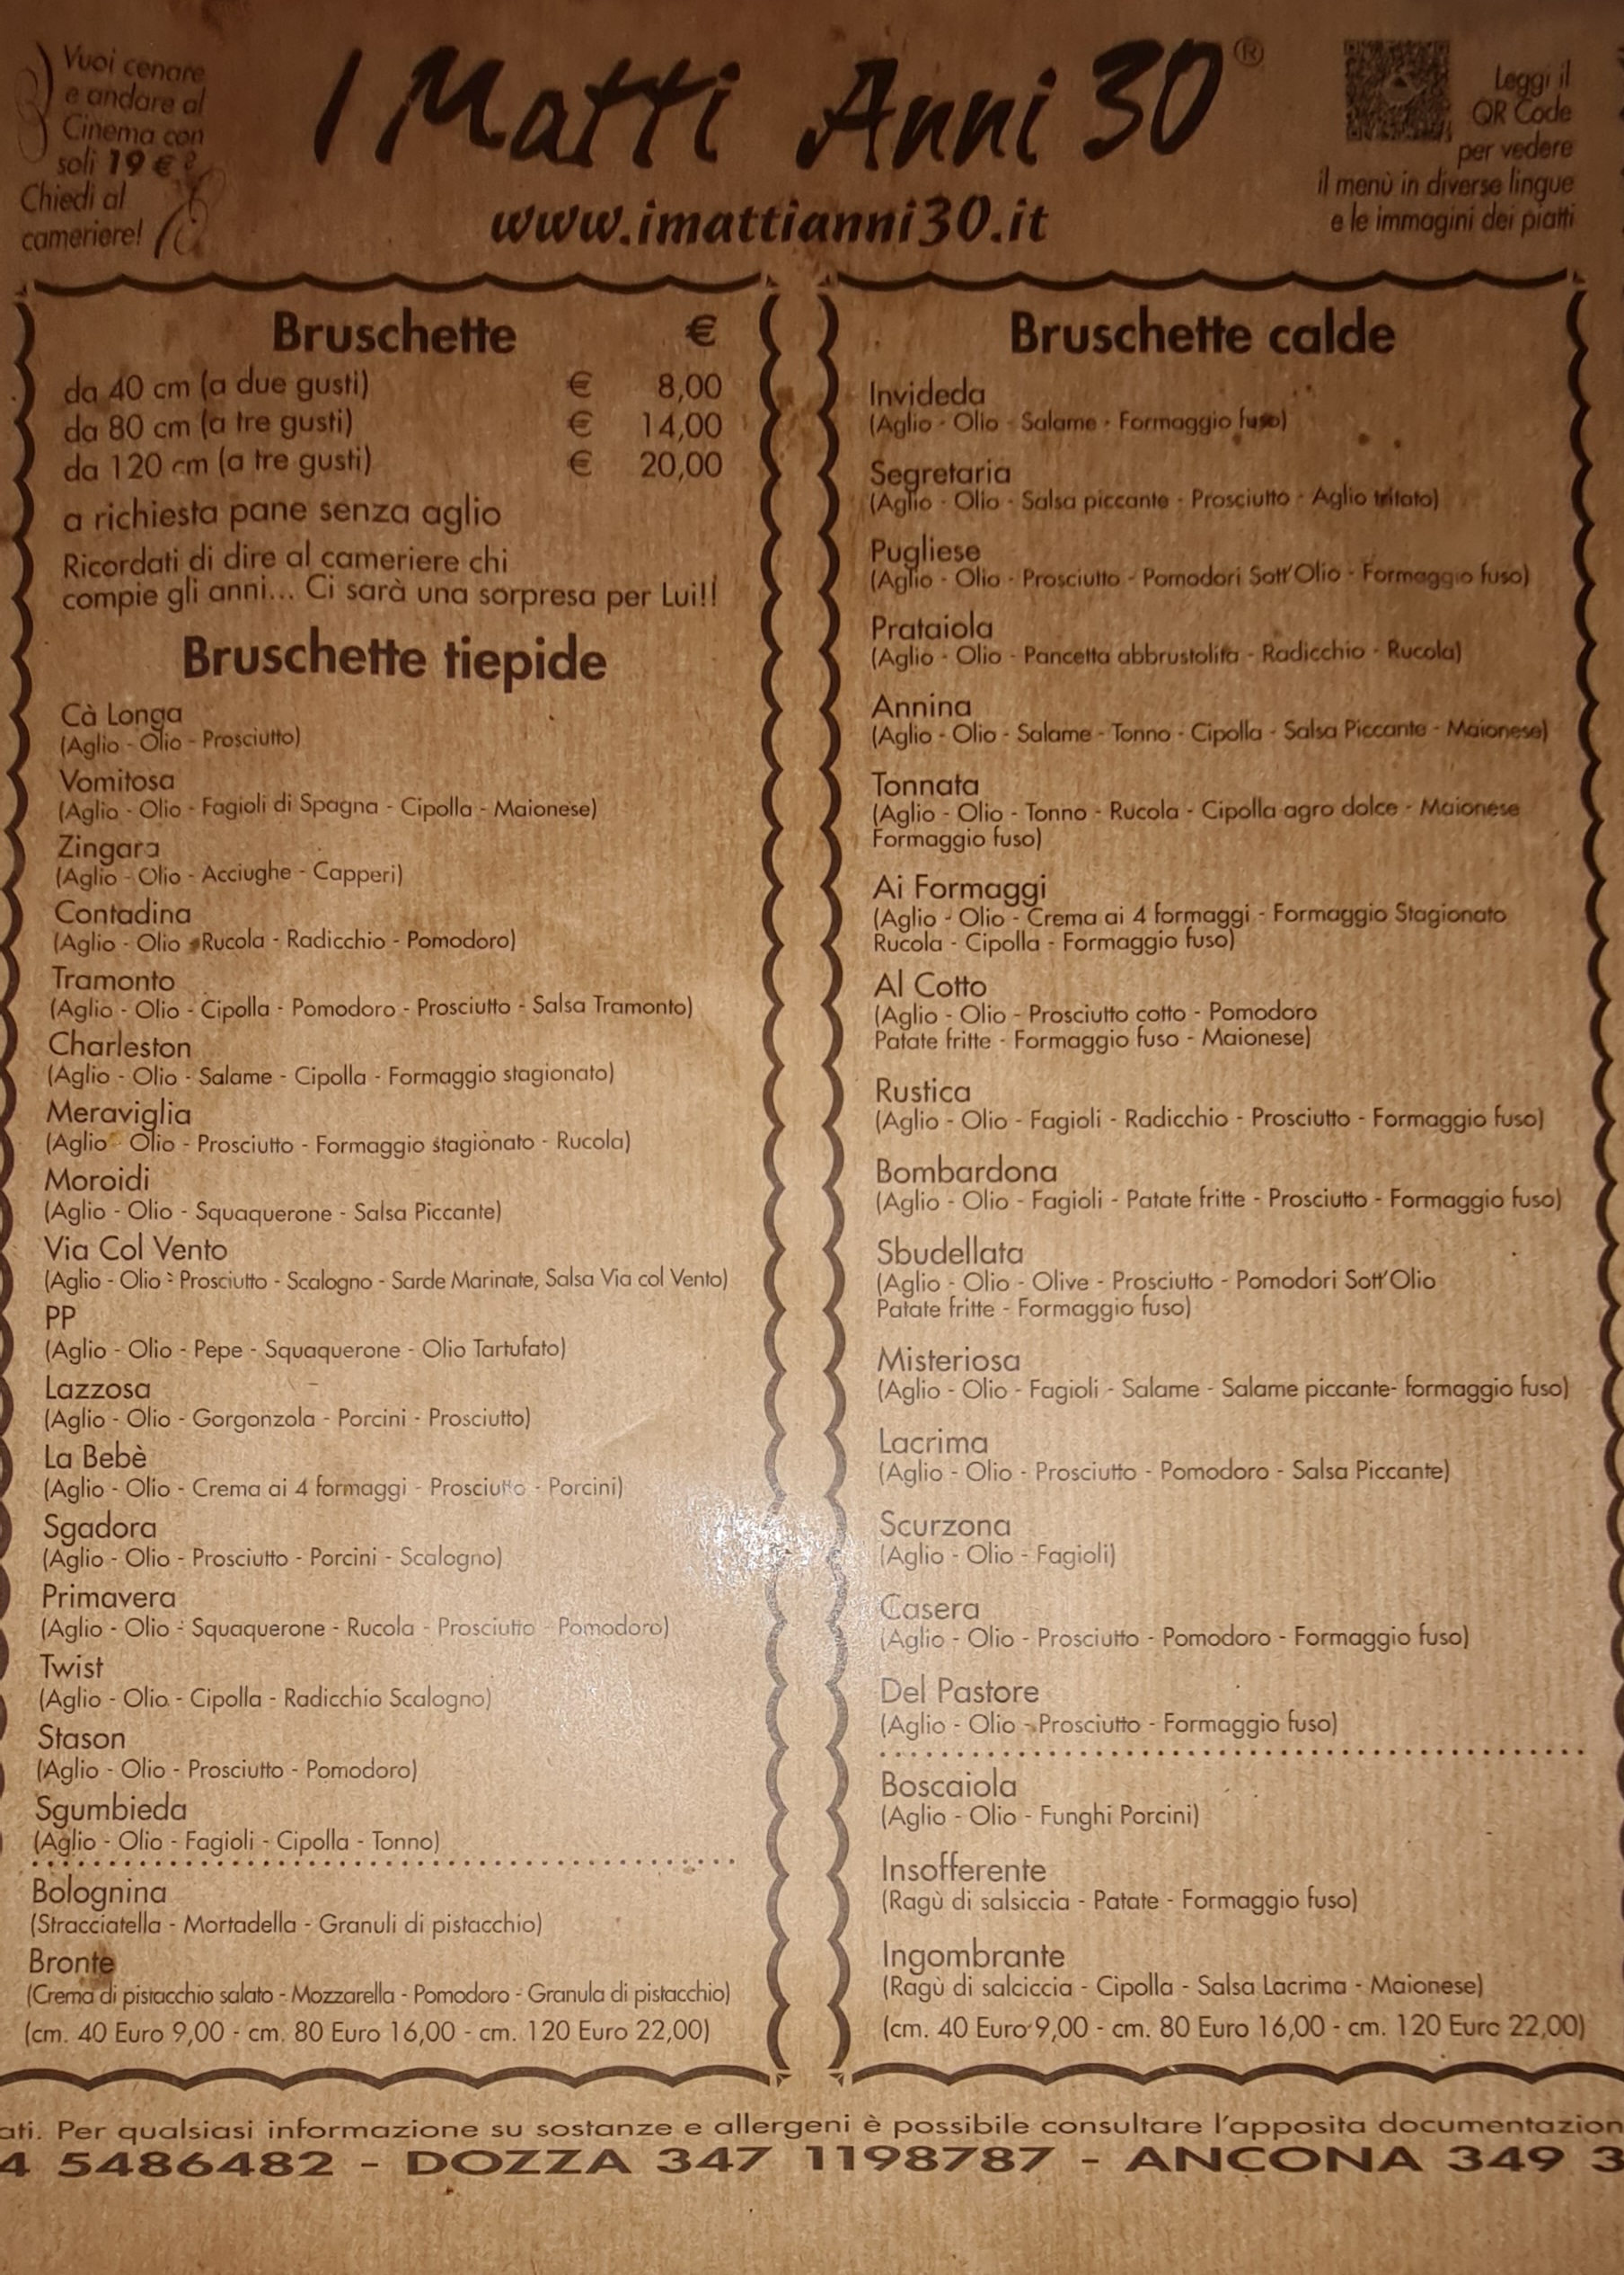 Vuoi cenare
e andare al
Cinema con
soli 19 € ?
Chiedi al
cameriere!
I Matti Anni 30®
www.imattianni30.it
Leggi il
QR Code
per vedere
il menù in diverse lingue
e le immagini dei piatti
Bruschette €
da 40 cm (a due gusti) € 8,00
da 80 cm (a tre gusti) € 14,00
da 120 cm (a tre gusti) € 20,00
a richiesta pane senza aglio
Ricordati di dire al cameriere chi
compie gli anni... Ci sarà una sorpresa per Lui!!
Bruschette tiepide
Cà Longa
(Aglio - Olio - Prosciutto)
Vomitosa
(Aglio - Olio - Fagioli di Spagna - Cipolla - Maionese)
Zingara
(Aglio - Olio - Acciughe - Capperi)
Contadina
(Aglio - Olio - Rucola - Radicchio - Pomodoro)
Tramonto
(Aglio - Olio - Cipolla - Pomodoro - Prosciutto - Salsa Tramonto)
Charleston
(Aglio - Olio - Salame - Cipolla - Formaggio stagionato)
Meraviglia
(Aglio - Olio - Prosciutto - Formaggio stagionato - Rucola)
Moroidi
(Aglio - Olio - Squaquerone - Salsa Piccante)
Via Col Vento
(Aglio - Olio - Prosciutto - Scalogno - Sarde Marinate, Salsa Via col Vento)
PP
(Aglio - Olio - Pepe - Squaquerone - Olio Tartufato)
Lazzosa
(Aglio - Olio - Gorgonzola - Porcini - Prosciutto)
La Bebè
(Aglio - Olio - Crema ai 4 formaggi - Prosciutto - Porcini)
Sgadora
(Aglio - Olio - Prosciutto - Porcini - Scalogno)
Primavera
(Aglio - Olio - Squaquerone - Rucola - Prosciutto - Pomodoro)
Twist
(Aglio - Olio - Cipolla - Radicchio Scalogno)
Stason
(Aglio - Olio - Prosciutto - Pomodoro)
Sgumbieda
(Aglio - Olio - Fagioli - Cipolla - Tonno)
Bolognina
(Stracciatella - Mortadella - Granuli di pistacchio)
Bronte
(Crema di pistacchio salato - Mozzarella - Pomodoro - Granula di pistacchio)
(cm. 40 Euro 9,00 - cm. 80 Euro 16,00 - cm. 120 Euro 22,00)
Bruschette calde
Invideda
(Aglio - Olio - Salame - Formaggio fuso)
Segretaria
(Aglio - Olio - Salsa piccante - Prosciutto - Aglio tritato)
Pugliese
(Aglio - Olio - Prosciutto - Pomodori Sott'Olio - Formaggio fuso)
Prataiola
(Aglio - Olio - Pancetta abbrustolita - Radicchio - Rucola)
Annina
(Aglio - Olio - Salame - Tonno - Cipolla - Salsa Piccante - Maionese)
Tonnata
(Aglio - Olio - Tonno - Rucola - Cipolla agro dolce - Maionese
Formaggio fuso)
Ai Formaggi
(Aglio - Olio - Crema ai 4 formaggi - Formaggio Stagionato
Rucola - Cipolla - Formaggio fuso)
Al Cotto
(Aglio - Olio - Prosciutto cotto - Pomodoro
Patate fritte - Formaggio fuso - Maionese)
Rustica
(Aglio - Olio - Fagioli - Radicchio - Prosciutto - Formaggio fuso)
Bombardona
(Aglio - Olio - Fagioli - Patate fritte - Prosciutto - Formaggio fuso)
Sbudellata
(Aglio - Olio - Olive - Prosciutto - Pomodori Sott'Olio
Patate fritte - Formaggio fuso)
Misteriosa
(Aglio - Olio - Fagioli - Salame - Salame piccante- formaggio fuso)
Lacrima
(Aglio - Olio - Prosciutto - Pomodoro - Salsa Piccante)
Scurzona
(Aglio - Olio - Fagioli)
Casera
(Aglio - Olio - Prosciutto - Pomodoro - Formaggio fuso)
Del Pastore
(Aglio - Olio - Prosciutto - Formaggio fuso)
Boscaiola
(Aglio - Olio - Funghi Porcini)
Insofferente
(Ragù di salsiccia - Patate - Formaggio fuso)
Ingombrante
(Ragù di salciccia - Cipolla - Salsa Lacrima - Maionese)
(cm. 40 Euro 9,00 - cm. 80 Euro 16,00 - cm. 120 Euro 22,00)
ati. Per qualsiasi informazione su sostanze e allergeni è possibile consultare l'apposita documentazion
4 5486482 - DOZZA 347 1198787 - ANCONA 349 3